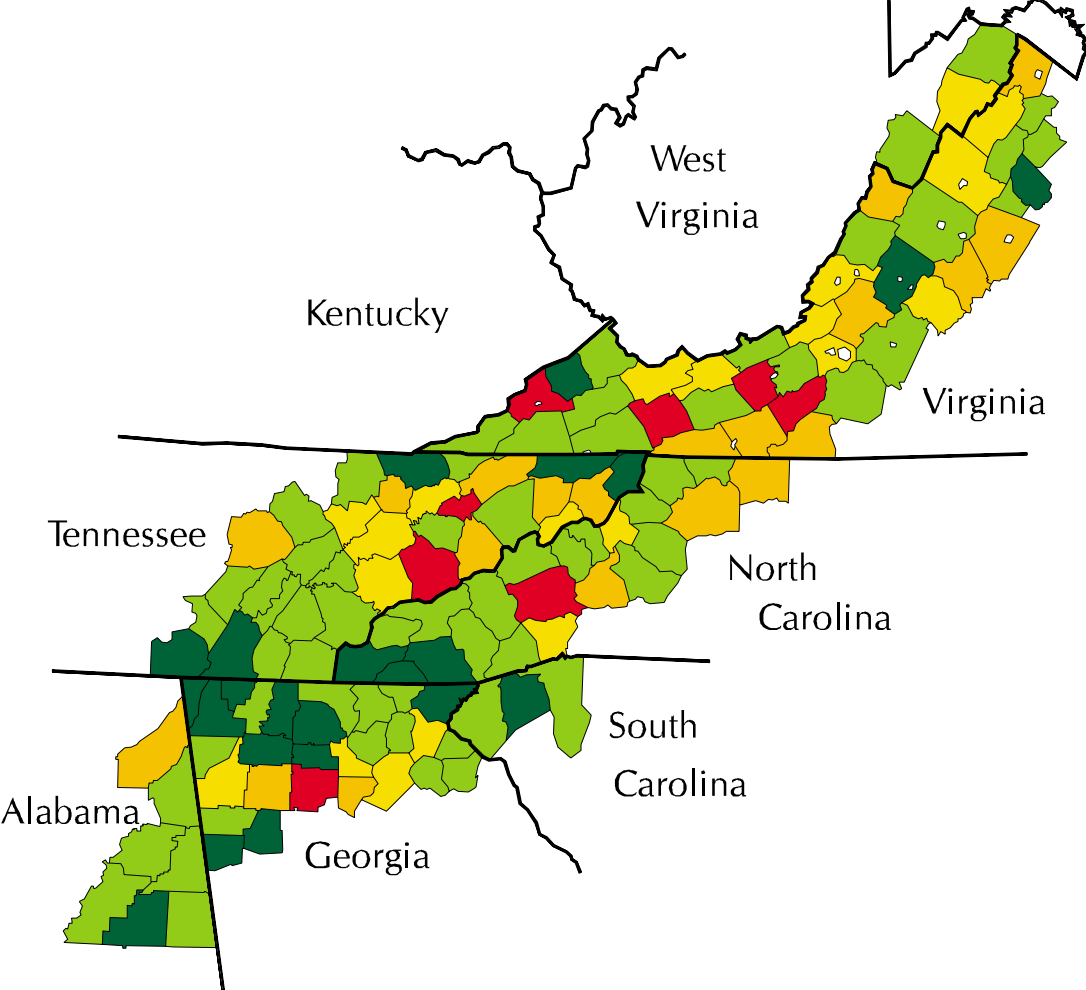 West
Virginia
Kentucky
Virginia
Tennessee
North
Carolina
South
Carolina
Alabama
Georgia